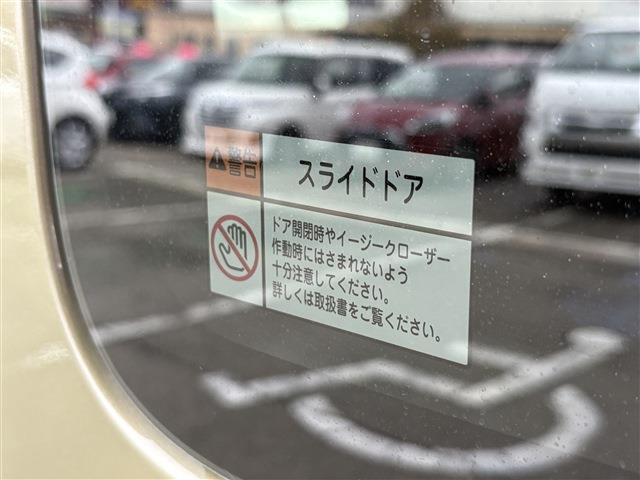 警告
スライドドア
ドア開閉時やイージークローザー
作動時にはさまれないよう
十分注意してください。
詳しくは取扱書をご覧ください。